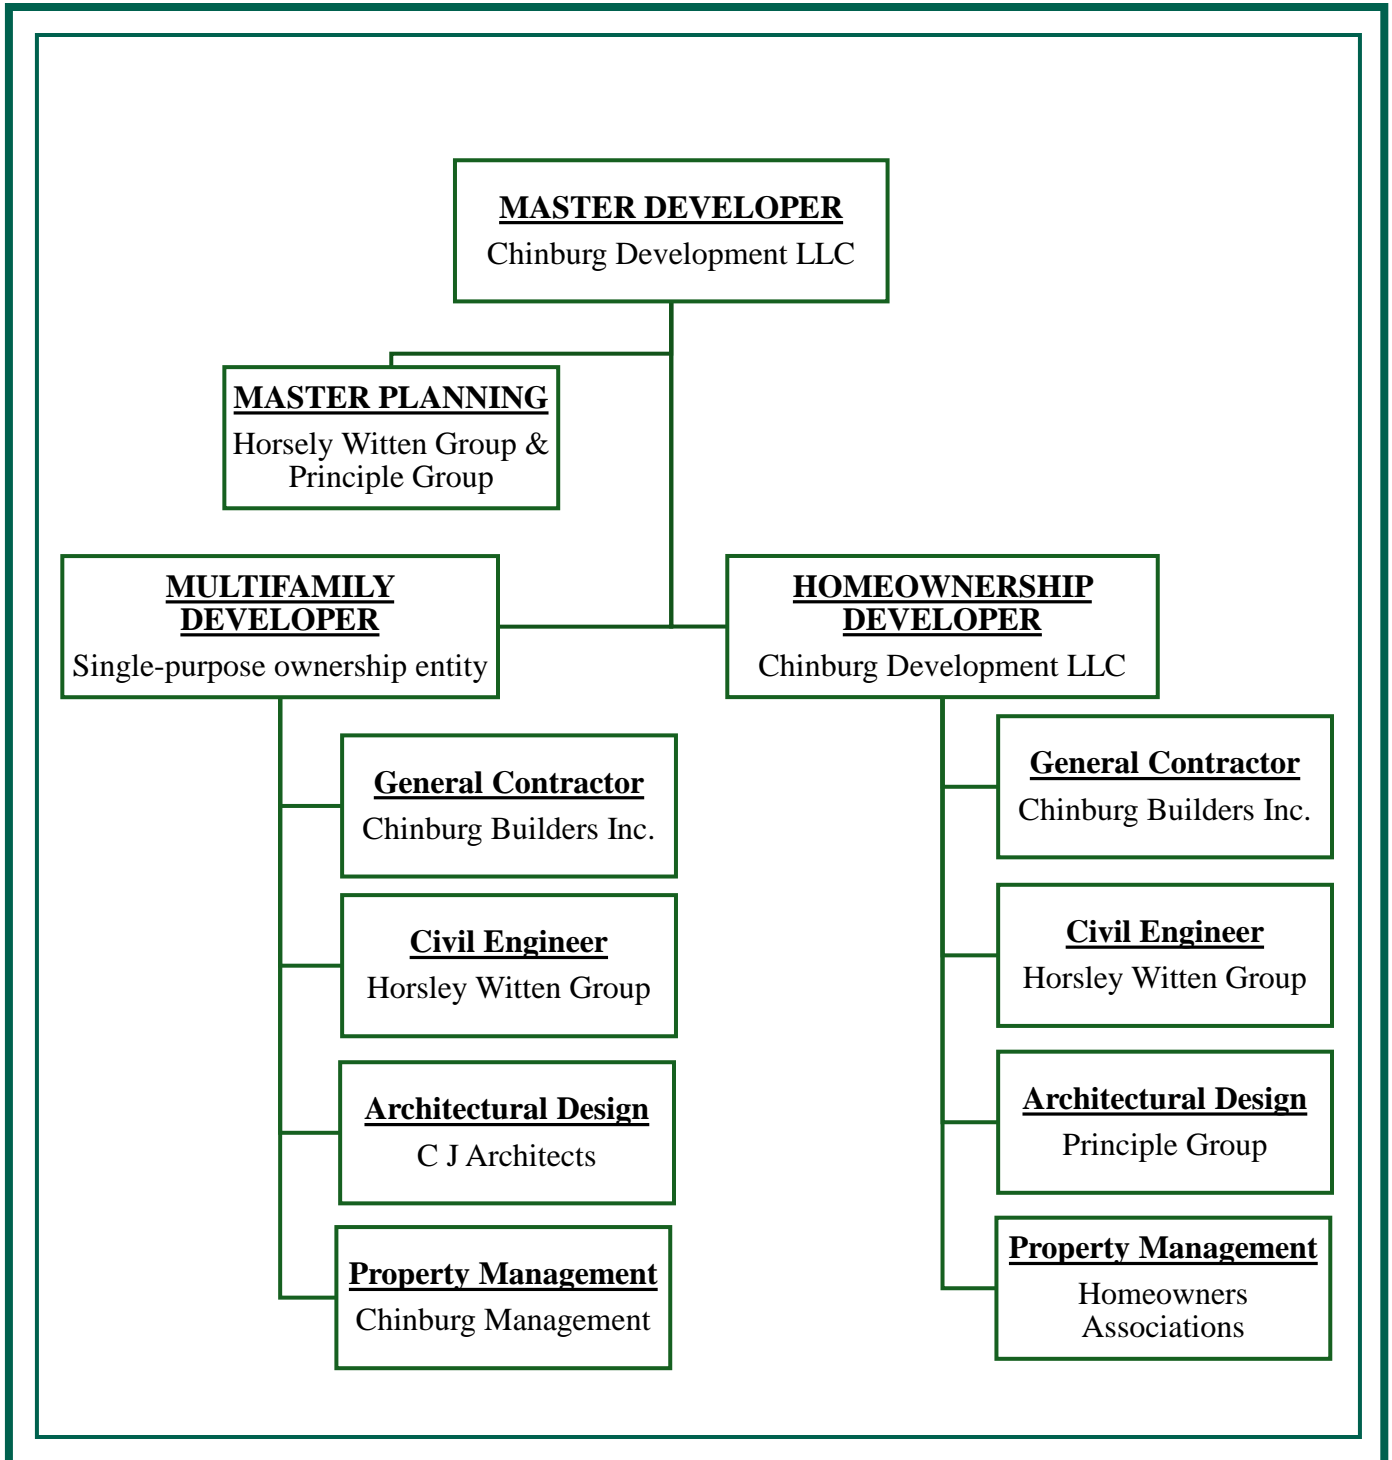 MASTER DEVELOPER
Chinburg Development LLC
MASTER PLANNING
Horsely Witten Group &
Principle Group
MULTIFAMILY
DEVELOPER
Single-purpose ownership entity
HOMEOWNERSHIP
DEVELOPER
Chinburg Development LLC
General Contractor
Chinburg Builders Inc.
Civil Engineer
Horsley Witten Group
Architectural Design
C J Architects
Property Management
Chinburg Management
General Contractor
Chinburg Builders Inc.
Civil Engineer
Horsley Witten Group
Architectural Design
Principle Group
Property Management
Homeowners
Associations